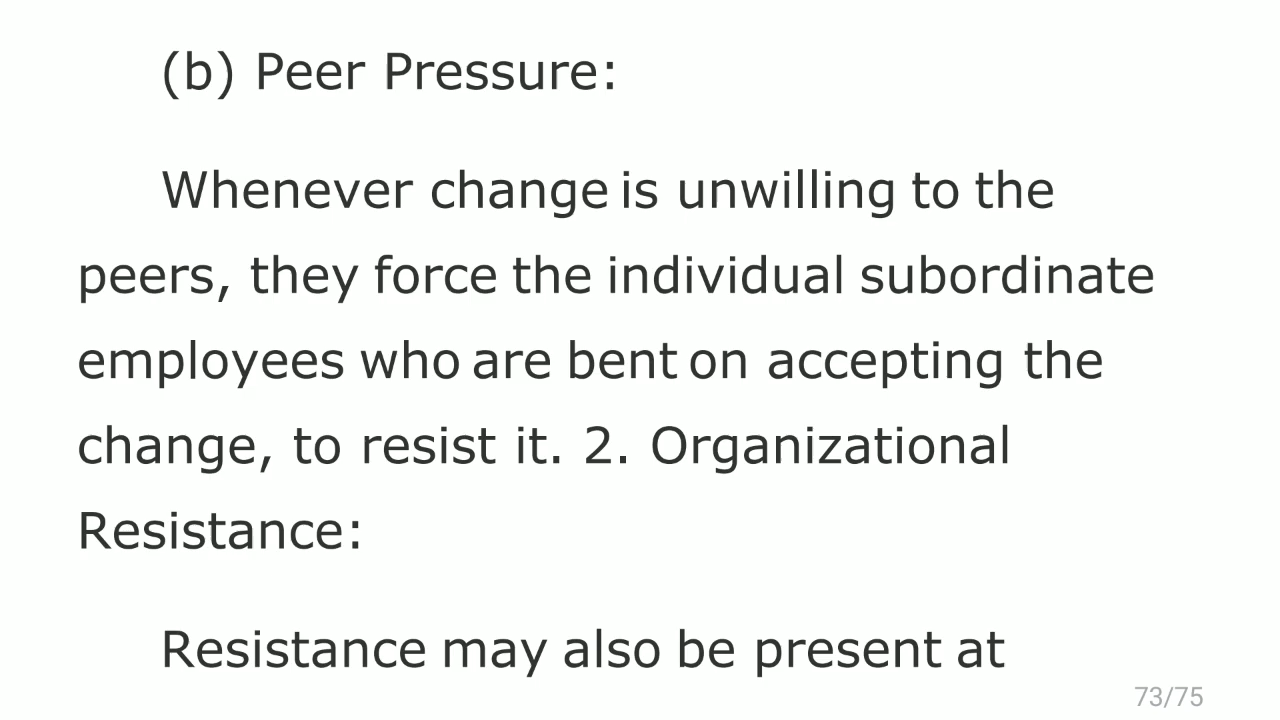 (b) Peer Pressure:
Whenever change is unwilling to the
peers, they force the individual subordinate
employees who are bent on accepting the
change, to resist it. 2. Organizational
Resistance:
Resistance may also be present at
73/75